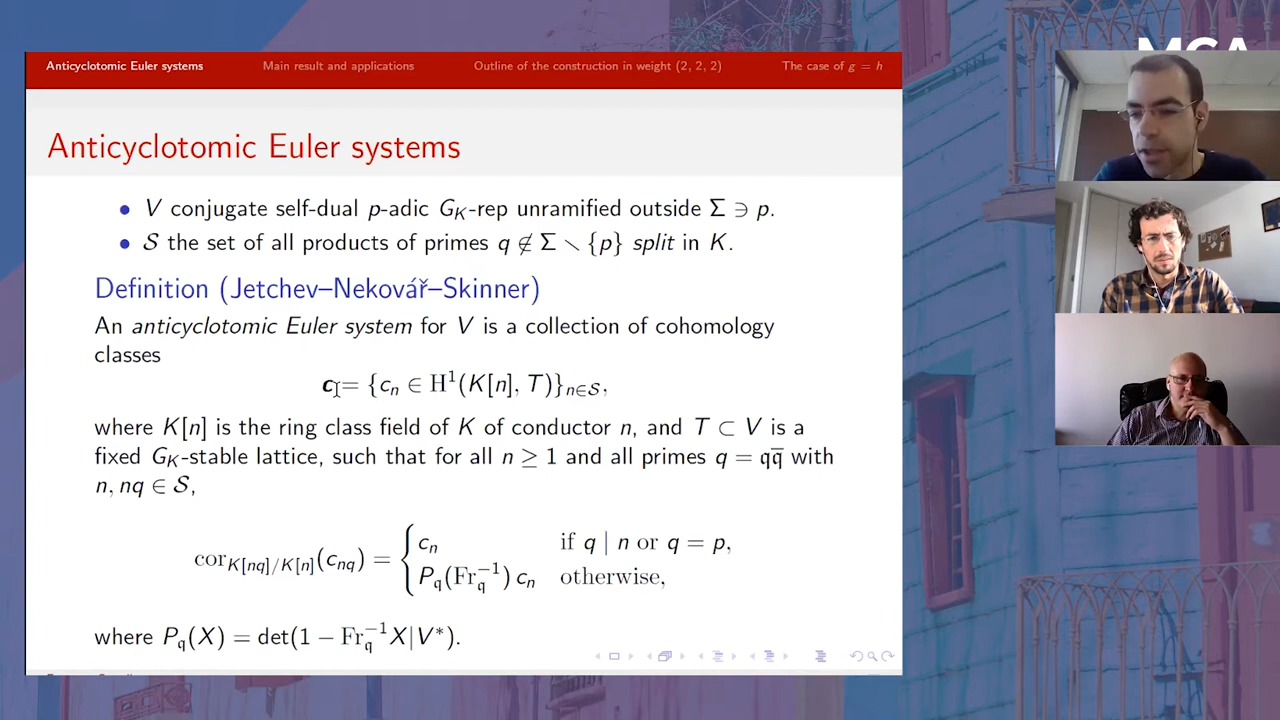 MCA
Anticyclotomic Euler systems Main result and applications Outline of the construction in weight (2, 2, 2) The case of g = h
Anticyclotomic Euler systems
• V conjugate self-dual p-adic G_K-rep unramified outside Σ ∋ p.
• 𝒮 the set of all products of primes q ∉ Σ ∖ {p} split in K.
Definition (Jetchev–Nekovář–Skinner)
An anticyclotomic Euler system for V is a collection of cohomology
classes
c = {c_n ∈ H¹(K[n], T)}_{n∈𝒮},
where K[n] is the ring class field of K of conductor n, and T ⊂ V is a
fixed G_K-stable lattice, such that for all n ≥ 1 and all primes q = 𝔮𝔮̄ with
n, nq ∈ 𝒮,
cor_{K[nq]/K[n]}(c_{nq}) = { c_n if q | n or q = p,
P_𝔮(Fr_𝔮^{-1}) c_n otherwise,
where P_𝔮(X) = det(1 − Fr_𝔮^{-1}X|V*).